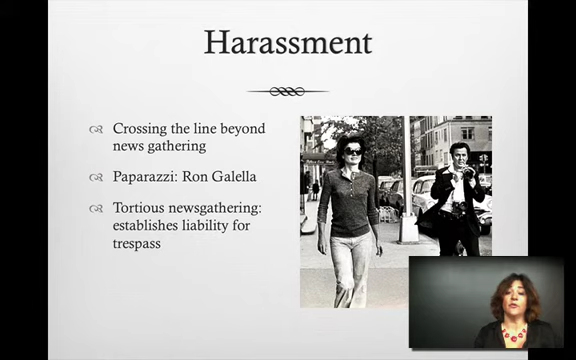 Harassment
Crossing the line beyond
news gathering
Paparazzi: Ron Galella
Tortious newsgathering:
establishes liability for
trespass